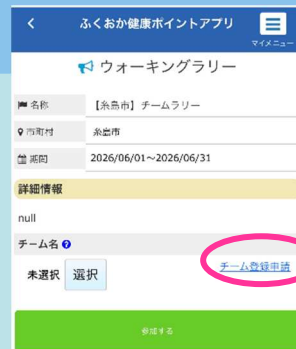 ふくおか健康ポイントアプリ
マイメニュー
ウォーキングラリー
名称 【糸島市】チームラリー
市町村 糸島市
期間 2026/06/01~2026/06/31
詳細情報
null
チーム名
チーム登録申請
未選択 選択
参加する